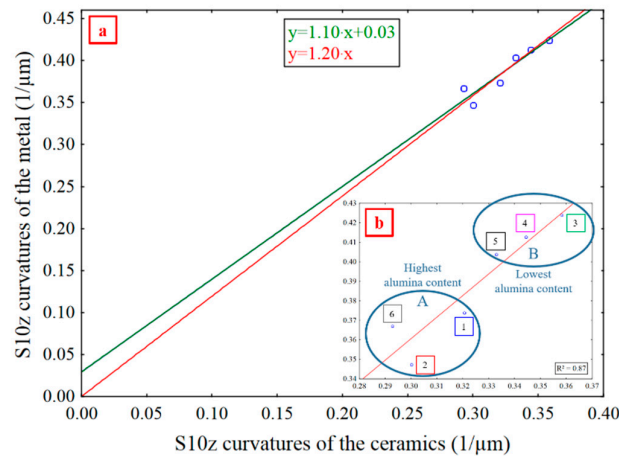 a
y=1.10·x+0.03
y=1.20·x
S10z curvatures of the metal (1/μm)
0.45
0.40
0.35
0.30
0.25
0.20
0.15
0.10
0.05
0.00
0.00 0.05 0.10 0.15 0.20 0.25 0.30 0.35 0.40
S10z curvatures of the ceramics (1/μm)
b
0.43
0.42
0.41
0.40
0.39
0.38
0.37
0.36
0.35
0.34
0.28 0.29 0.30 0.31 0.32 0.33 0.34 0.35 0.36 0.37
4
3
5
B
Highest
alumina content
A
Lowest
alumina content
6
1
2
R² = 0.87